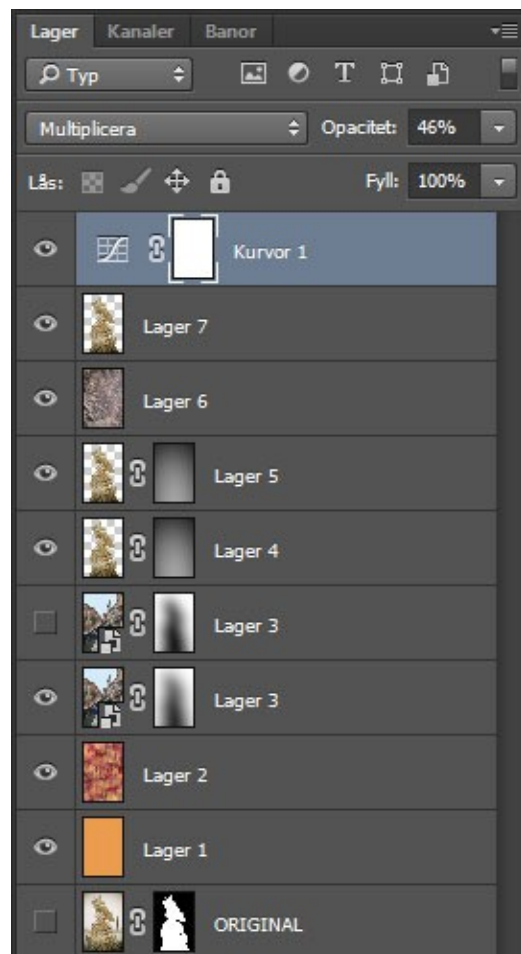 Lager Kanaler Banor
Typ T
Multiplicera Opacitet: 46%
Lås: Fyll: 100%
Kurvor 1
Lager 7
Lager 6
Lager 5
Lager 4
Lager 3
Lager 3
Lager 2
Lager 1
ORIGINAL